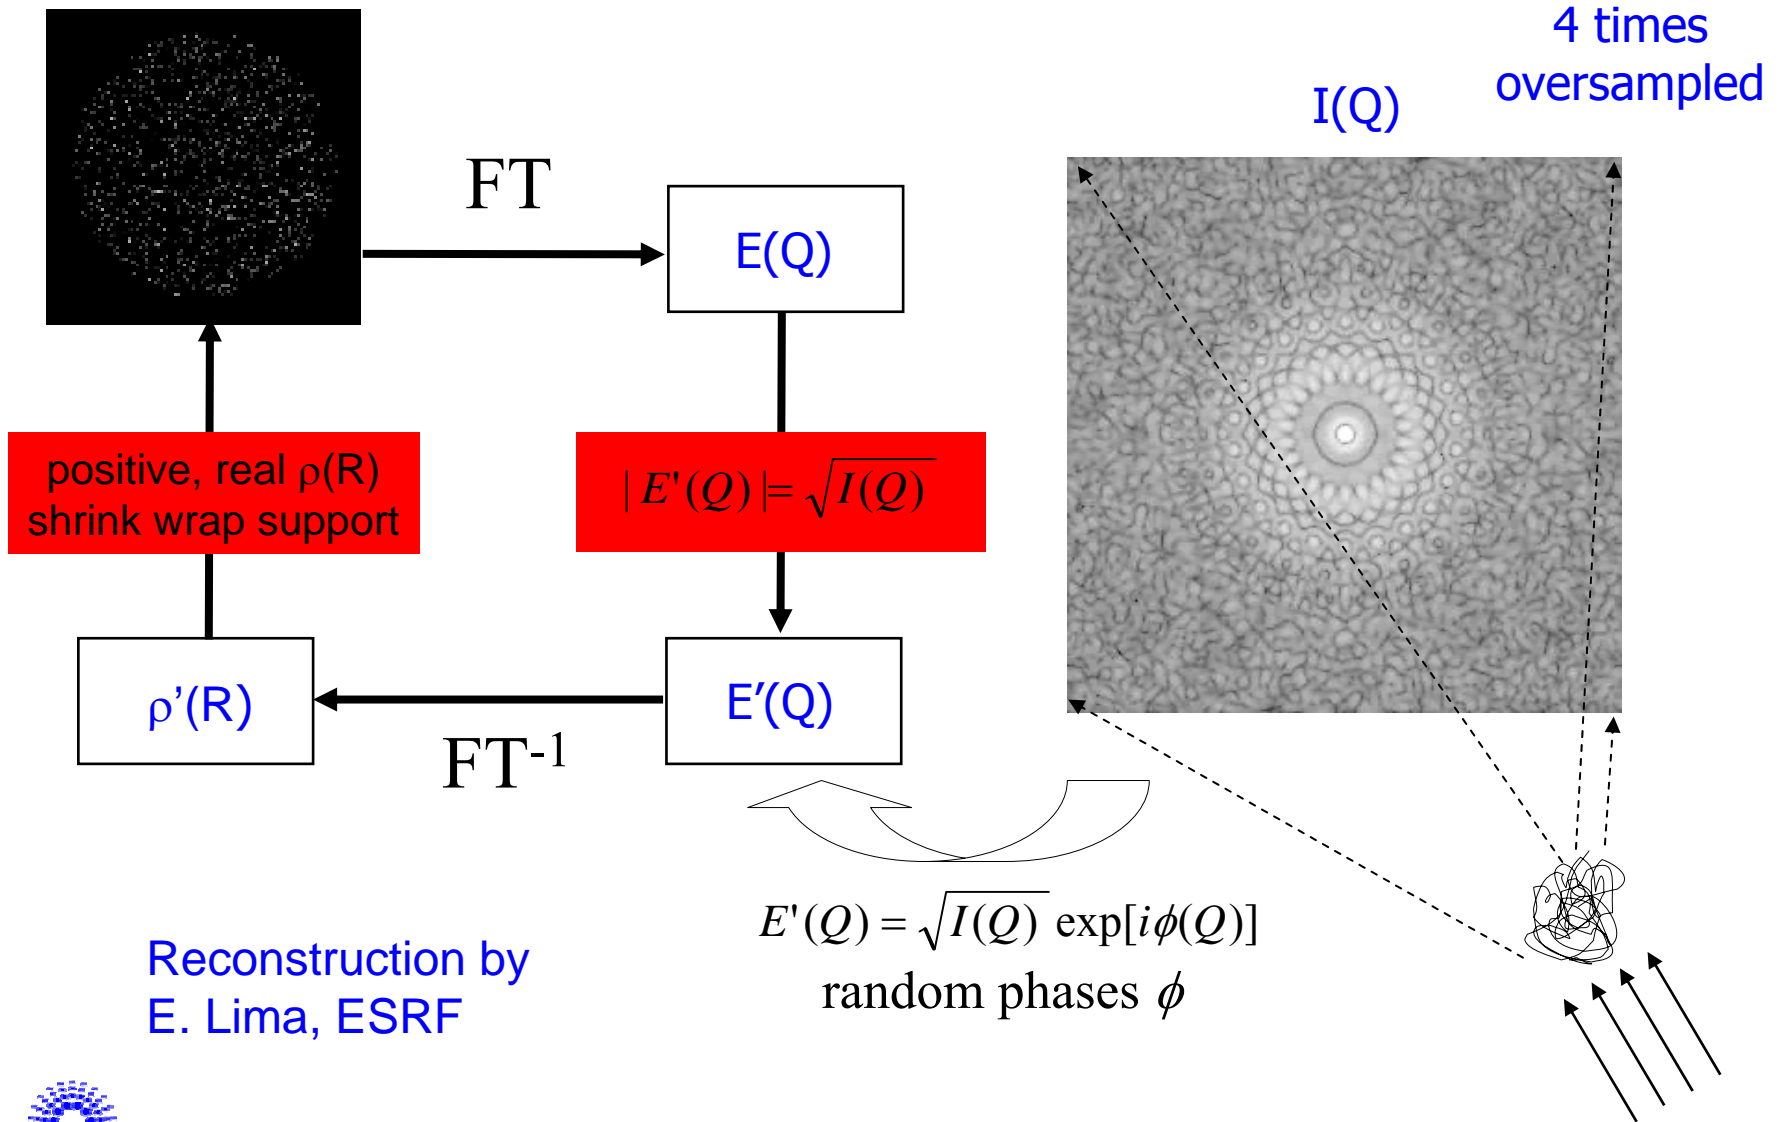 4 times
oversampled
I(Q)
FT
E(Q)
positive, real ρ(R)
shrink wrap support
| E'(Q) |= √I(Q)
ρ’(R)
E’(Q)
FT-1
E'(Q) = √I(Q) exp[iϕ(Q)]
random phases ϕ
Reconstruction by
E. Lima, ESRF